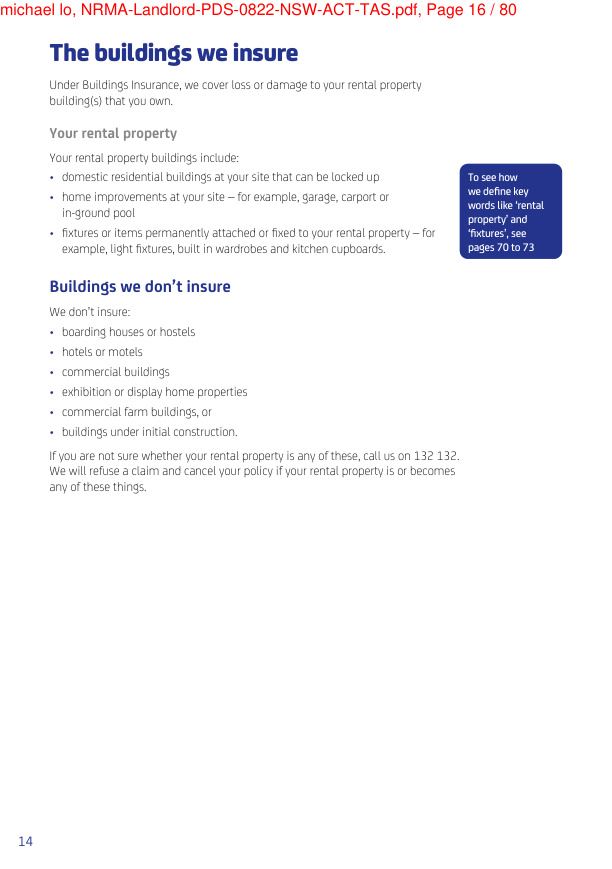 michael lo, NRMA-Landlord-PDS-0822-NSW-ACT-TAS.pdf, Page 16 / 80
The buildings we insure
Under Buildings Insurance, we cover loss or damage to your rental property
building(s) that you own.
Your rental property
Your rental property buildings include:
• domestic residential buildings at your site that can be locked up
• home improvements at your site – for example, garage, carport or
in-ground pool
• fixtures or items permanently attached or fixed to your rental property – for
example, light fixtures, built in wardrobes and kitchen cupboards.
To see how
we define key
words like ‘rental
property’ and
‘fixtures’, see
pages 70 to 73
Buildings we don’t insure
We don’t insure:
• boarding houses or hostels
• hotels or motels
• commercial buildings
• exhibition or display home properties
• commercial farm buildings, or
• buildings under initial construction.
If you are not sure whether your rental property is any of these, call us on 132 132.
We will refuse a claim and cancel your policy if your rental property is or becomes
any of these things.
14